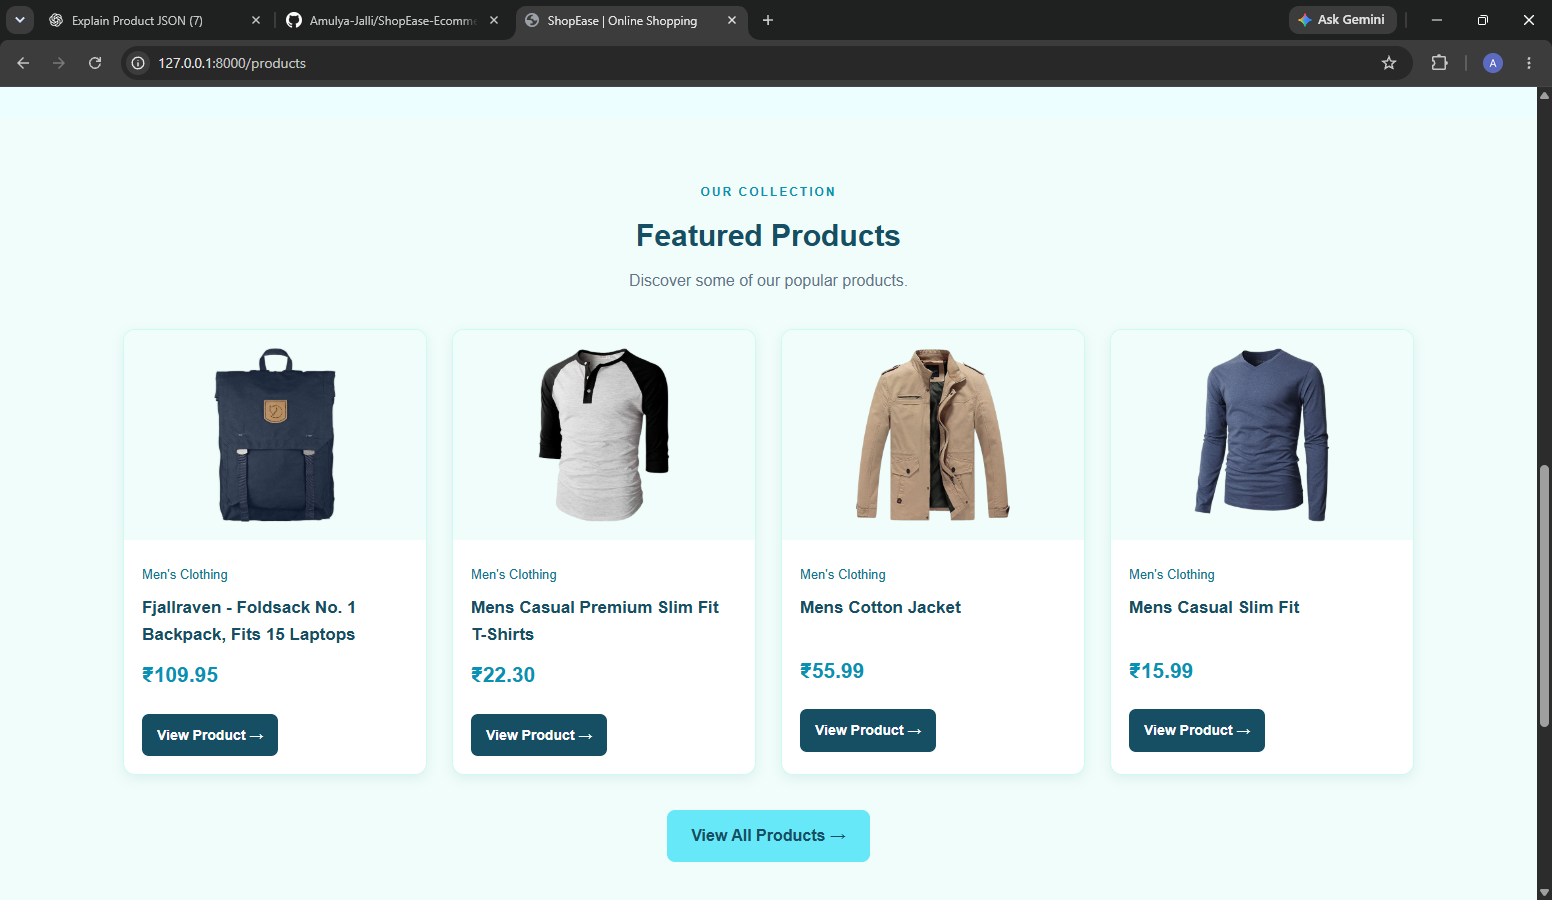 Explain Product JSON (7)
Amulya-Jalli/ShopEase-Ecomme
ShopEase | Online Shopping
Ask Gemini
127.0.0.1:8000/products
A
OUR COLLECTION
Featured Products
Discover some of our popular products.
Men's Clothing
Fjallraven - Foldsack No. 1
Backpack, Fits 15 Laptops
₹109.95
View Product →
Men's Clothing
Mens Casual Premium Slim Fit
T-Shirts
₹22.30
View Product →
Men's Clothing
Mens Cotton Jacket
₹55.99
View Product →
Men's Clothing
Mens Casual Slim Fit
₹15.99
View Product →
View All Products →